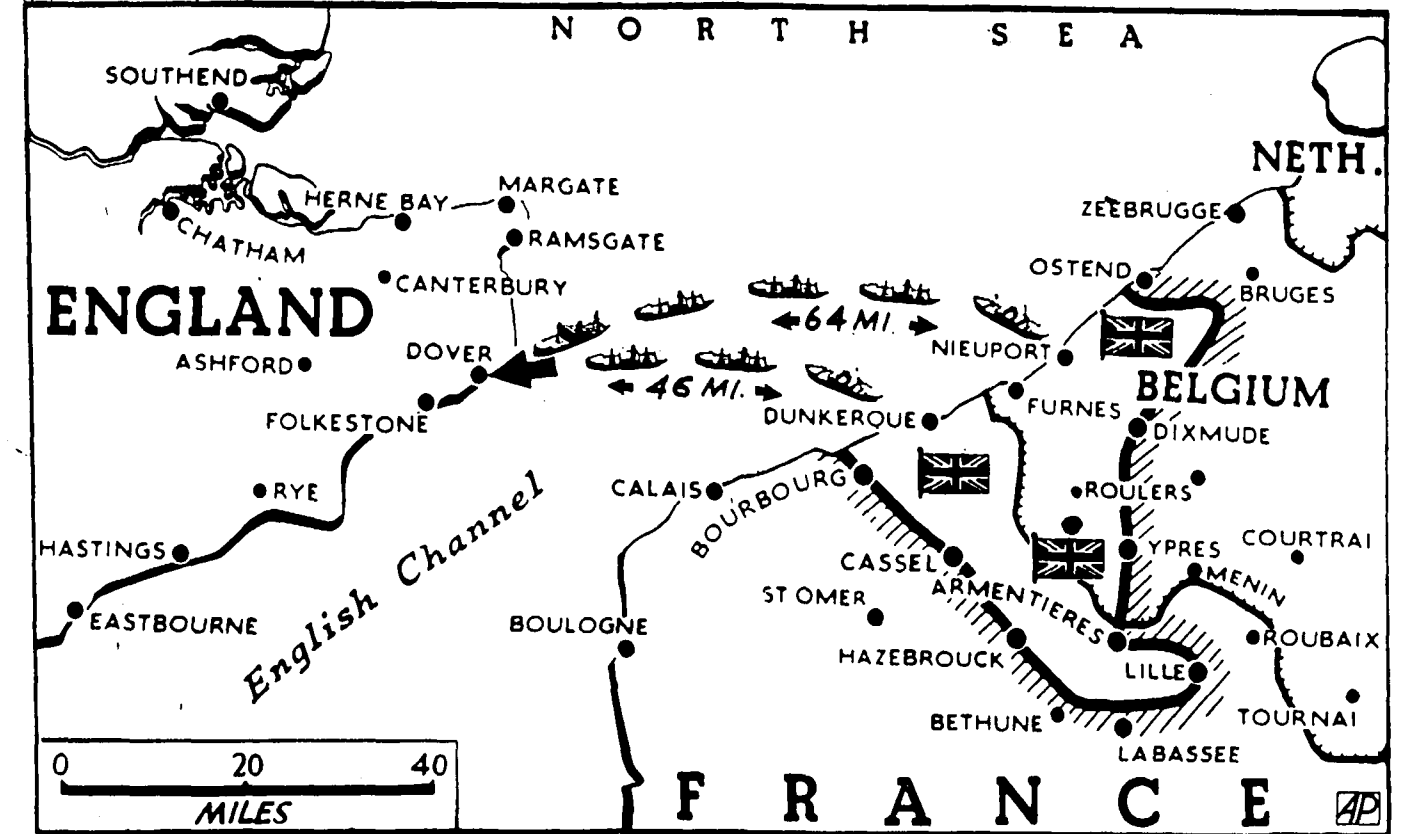 NORTH SEA
SOUTHEND
NETH.
MARGATE
HERNE BAY
ZEEBRUGGE
CHATHAM
RAMSGATE
OSTEND
CANTERBURY
BRUGES
ENGLAND
64 MI.
DOVER
NIEUPORT
ASHFORD
46 MI.
BELGIUM
FURNES
FOLKESTONE
DUNKERQUE
DIXMUDE
RYE
CALAIS
BOURBOURG
ROULERS
English Channel
HASTINGS
CASSEL
YPRES
COURTRAI
MENIN
ST OMER
ARMENTIERES
EASTBOURNE
BOULOGNE
ROUBAIX
HAZEBROUCK
LILLE
BETHUNE
TOURNAI
LABASSEE
0 20 40
MILES
FRANCE
AP